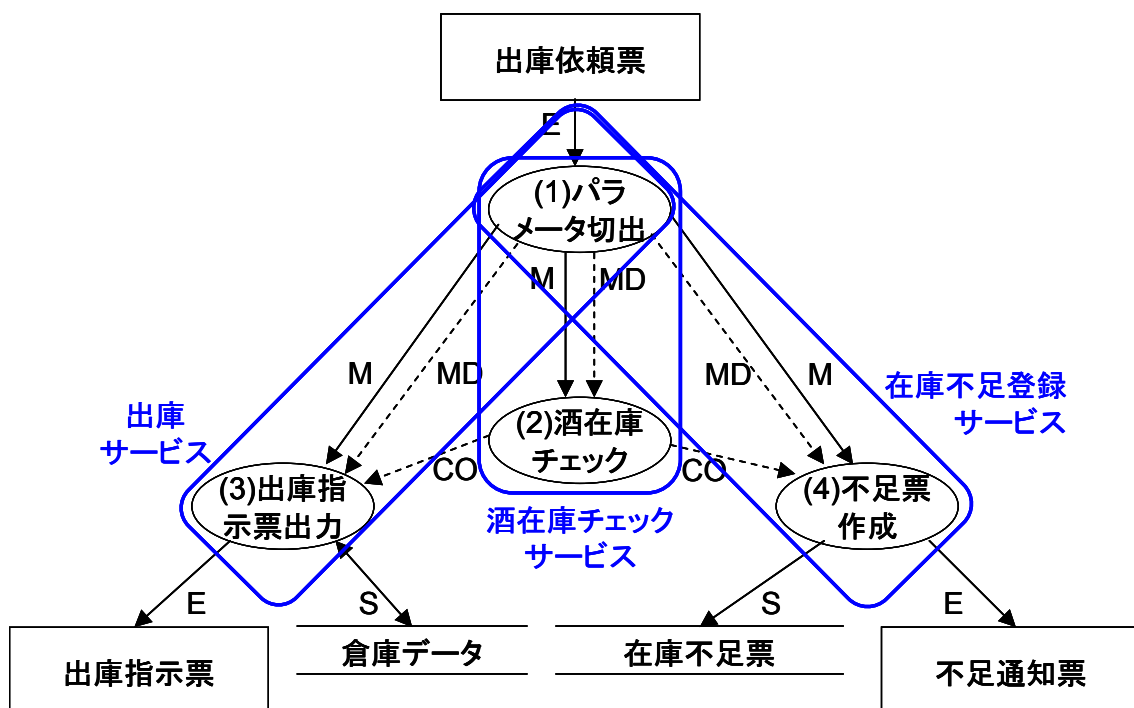 出庫依頼票
E
(1)パラ
メータ切出
M
MD
M
MD
MD
M
出庫
サービス
在庫不足登録
サービス
(2)酒在庫
チェック
CO
CO
(3)出庫指
示票出力
(4)不足票
作成
酒在庫チェック
サービス
E
S
S
E
出庫指示票
倉庫データ
在庫不足票
不足通知票